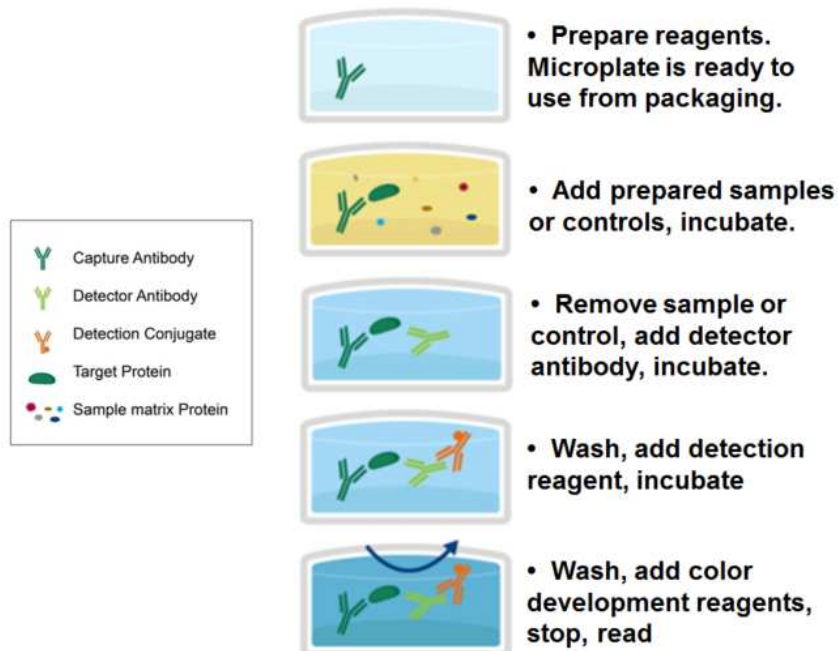 • Prepare reagents.
Microplate is ready to
use from packaging.
• Add prepared samples
or controls, incubate.
Capture Antibody
Detector Antibody
Detection Conjugate
Target Protein
Sample matrix Protein
• Remove sample or
control, add detector
antibody, incubate.
• Wash, add detection
reagent, incubate
• Wash, add color
development reagents,
stop, read